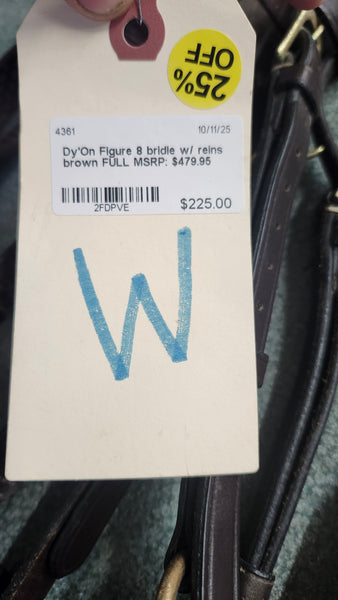 25%
OFF
4361 10/11/25
Dy'On Figure 8 bridle w/ reins
brown FULL MSRP: $479.95
2FDPVE $225.00
W